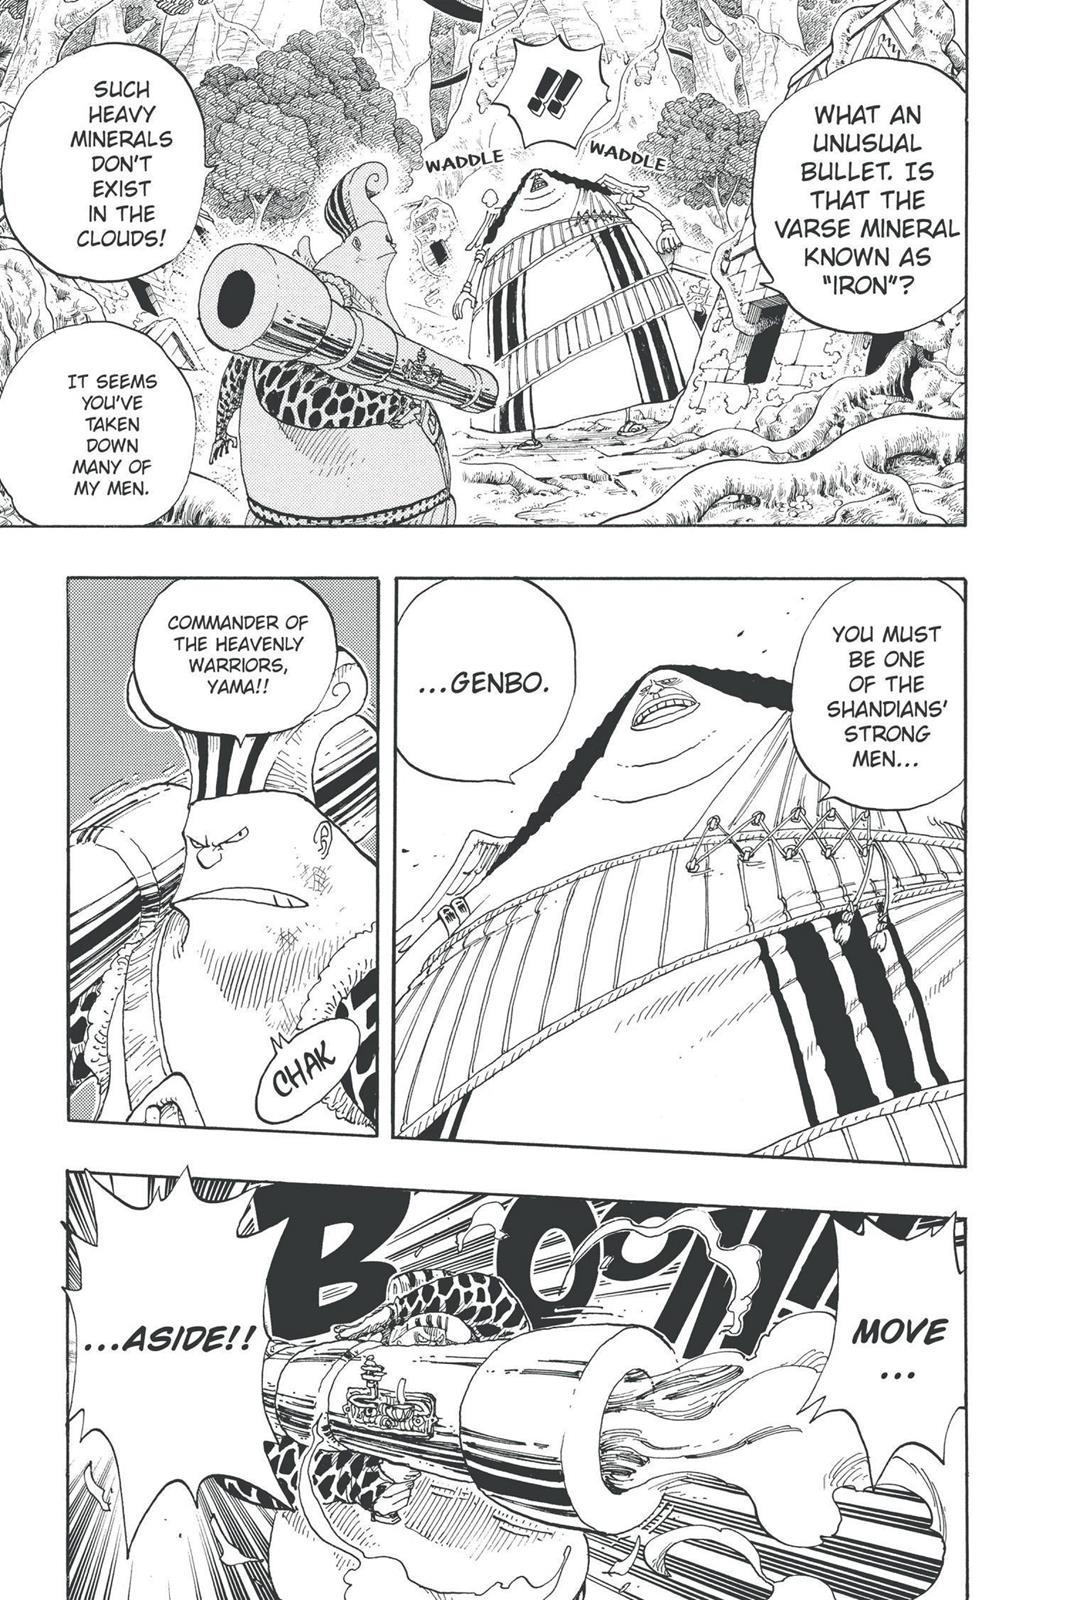 WHAT AN
UNUSUAL
BULLET. IS
THAT THE
VARSE MINERAL
KNOWN AS
"IRON"?
!!
WADDLE
WADDLE
SUCH
HEAVY
MINERALS
DON'T
EXIST
IN THE
CLOUDS!
IT SEEMS
YOU'VE
TAKEN
DOWN
MANY OF
MY MEN.
YOU MUST
BE ONE
OF THE
SHANDIANS'
STRONG
MEN...
...GENBO.
COMMANDER OF
THE HEAVENLY
WARRIORS,
YAMA!!
CHAK
BOOM!!
MOVE
...
...ASIDE!!